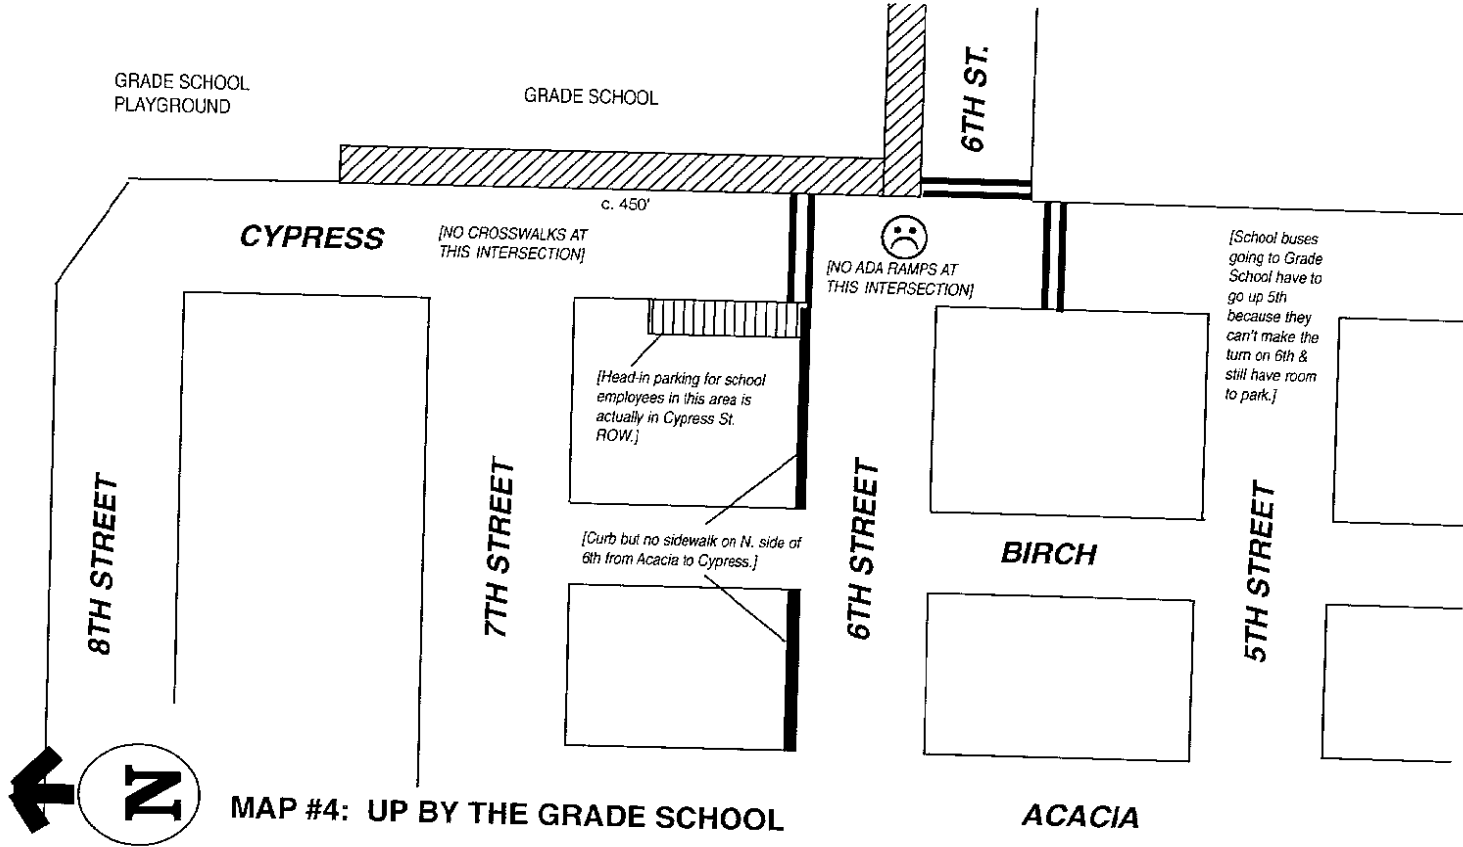 GRADE SCHOOL
PLAYGROUND
GRADE SCHOOL
6TH ST.
c. 450'
CYPRESS
[NO CROSSWALKS AT
THIS INTERSECTION]
[NO ADA RAMPS AT
THIS INTERSECTION]
[School buses
going to Grade
School have to
go up 5th
because they
can't make the
turn on 6th &
still have room
to park.]
[Head-in parking for school
employees in this area is
actually in Cypress St.
ROW.]
8TH STREET
7TH STREET
[Curb but no sidewalk on N. side of
6th from Acacia to Cypress.]
6TH STREET
BIRCH
5TH STREET
N
MAP #4: UP BY THE GRADE SCHOOL
ACACIA